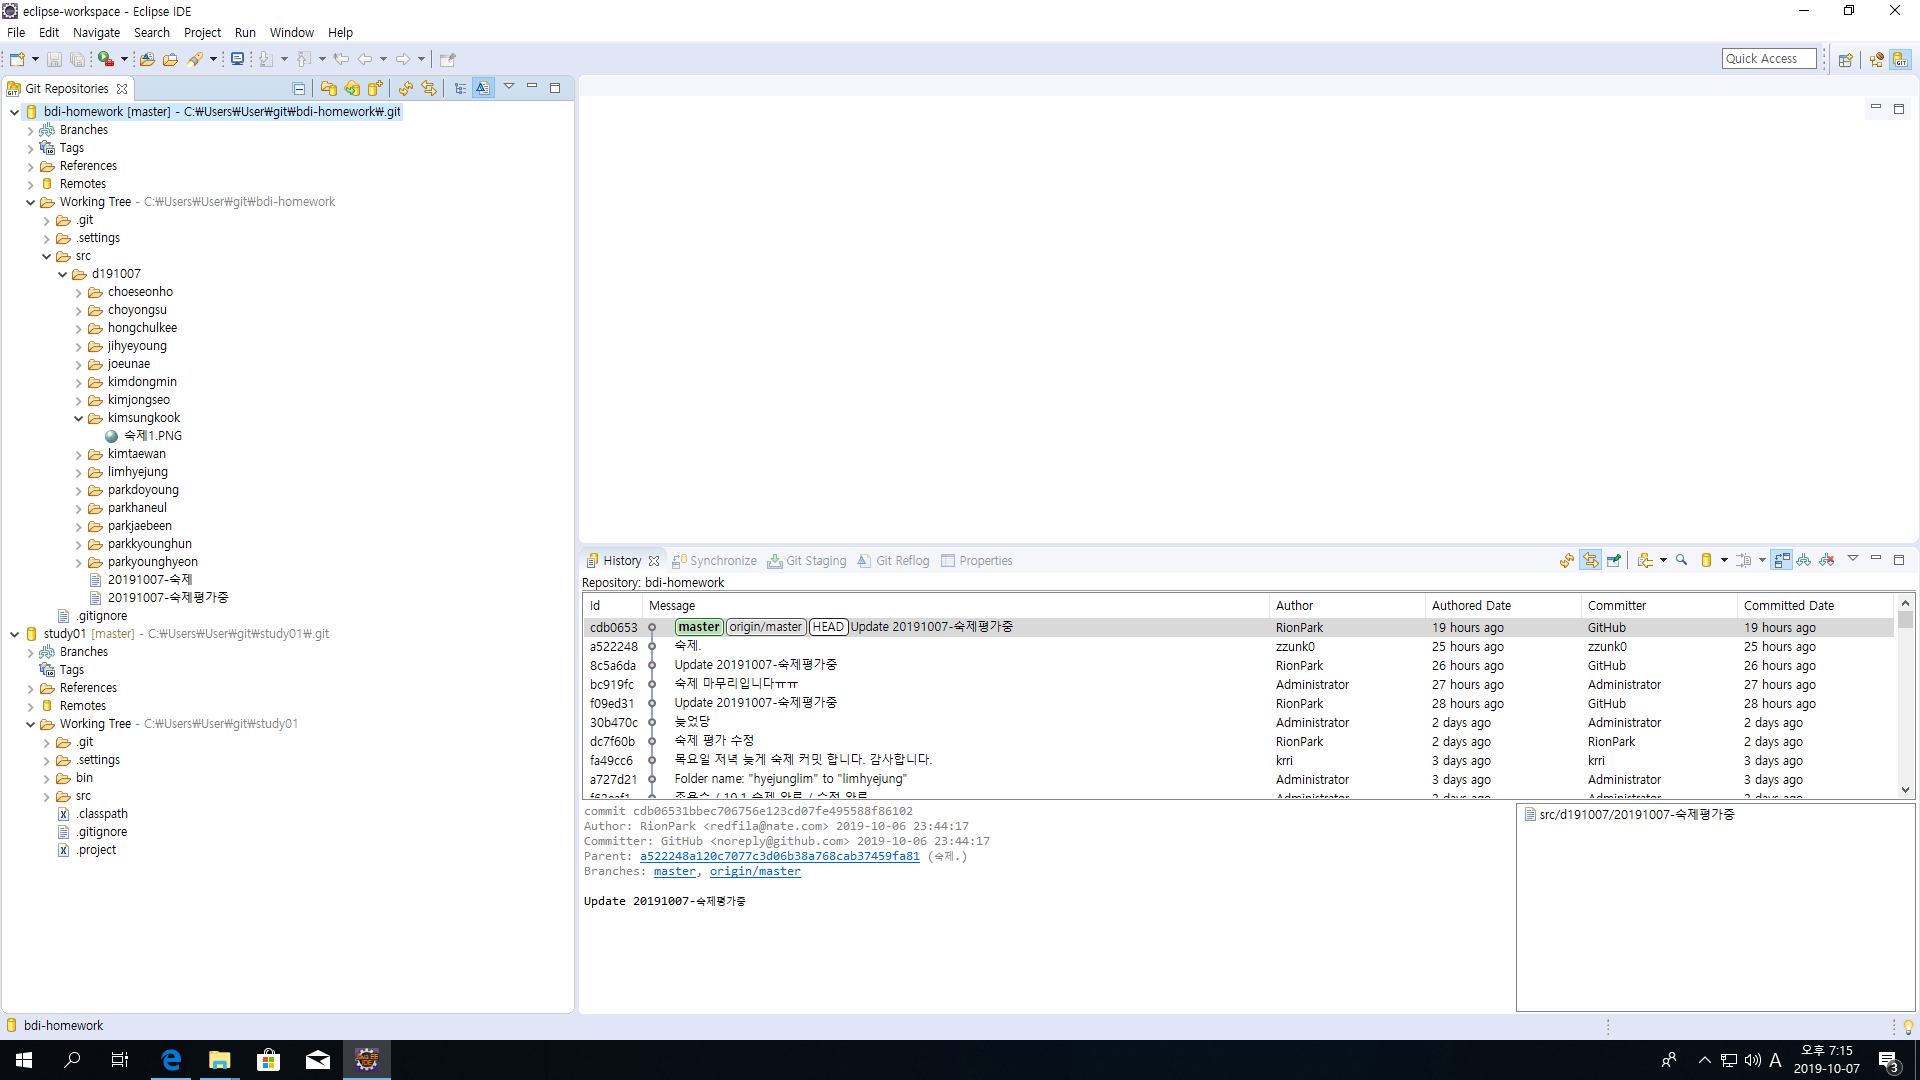 eclipse-workspace - Eclipse IDE
File Edit Navigate Search Project Run Window Help
Quick Access
Git Repositories
bdi-homework [master] - C:₩Users₩User₩git₩bdi-homework₩.git
Branches
Tags
References
Remotes
Working Tree - C:₩Users₩User₩git₩bdi-homework
.git
.settings
src
d191007
choeseonho
choyongsu
hongchulkee
jihyeyoung
joeunae
kimdongmin
kimjongseo
kimsungkook
숙제1.PNG
kimtaewan
limhyejung
parkdoyoung
parkhaneul
parkjaebeen
parkkyounghun
parkyounghyeon
20191007-숙제
20191007-숙제평가중
.gitignore
study01 [master] - C:₩Users₩User₩git₩study01₩.git
Branches
Tags
References
Remotes
Working Tree - C:₩Users₩User₩git₩study01
.git
.settings
bin
src
.classpath
.gitignore
.project
History Synchronize Git Staging Git Reflog Properties
Repository: bdi-homework
Id Message Author Authored Date Committer Committed Date
cdb0653 master origin/master HEAD Update 20191007-숙제평가중 RionPark 19 hours ago GitHub 19 hours ago
a522248 숙제. zzunk0 25 hours ago zzunk0 25 hours ago
8c5a6da Update 20191007-숙제평가중 RionPark 26 hours ago GitHub 26 hours ago
bc919fc 숙제 마무리입니다ㅠㅠ Administrator 27 hours ago Administrator 27 hours ago
f09ed31 Update 20191007-숙제평가중 RionPark 28 hours ago GitHub 28 hours ago
30b470c 늦었당 Administrator 2 days ago Administrator 2 days ago
dc7f60b 숙제 평가 수정 RionPark 2 days ago RionPark 2 days ago
fa49cc6 목요일 저녁 늦게 숙제 커밋 합니다. 감사합니다. krri 3 days ago krri 3 days ago
a727d21 Folder name: "hyejunglim" to "limhyejung" Administrator 3 days ago Administrator 3 days ago
commit cdb06531bbec706756e123cd07fe495588f86102
Author: RionPark <redfila@nate.com> 2019-10-06 23:44:17
Committer: GitHub <noreply@github.com> 2019-10-06 23:44:17
Parent: a522248a120c7077c3d06b38a768cab37459fa81 (숙제.)
Branches: master, origin/master
Update 20191007-숙제평가중
src/d191007/20191007-숙제평가중
bdi-homework
A
오후 7:15
2019-10-07
3